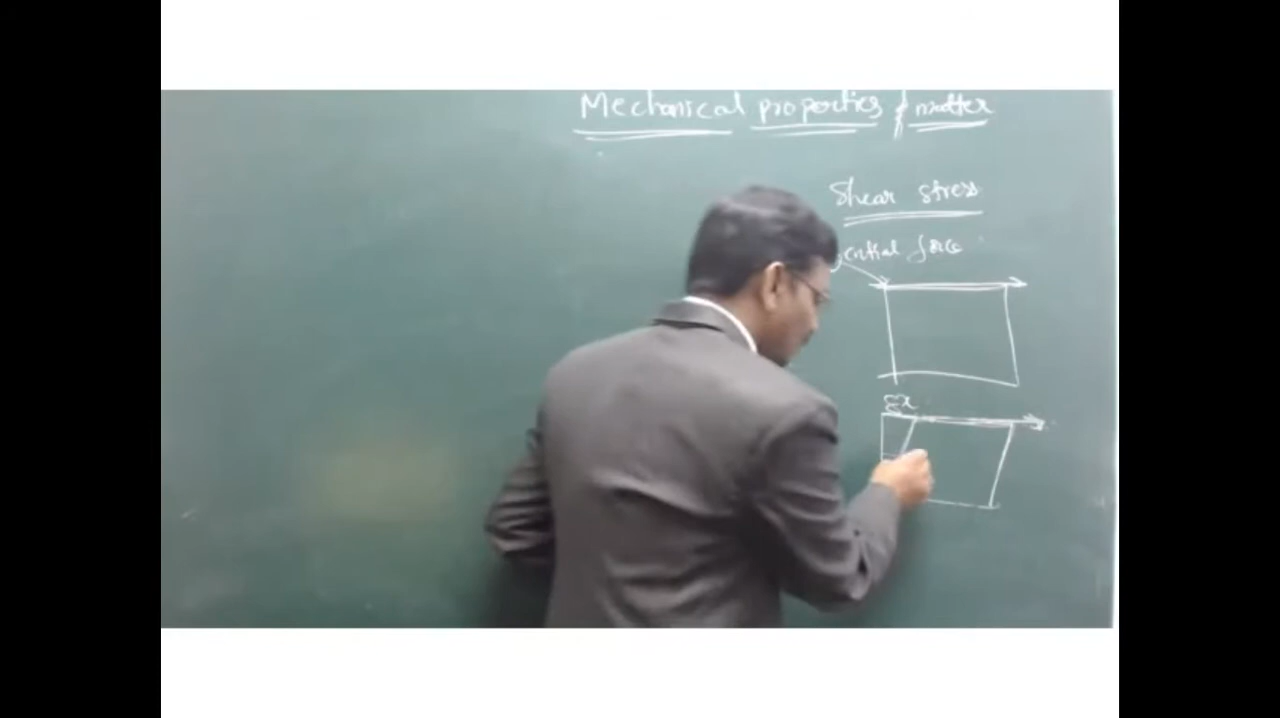 Mechanical properties of matter
Shear stress
ential force